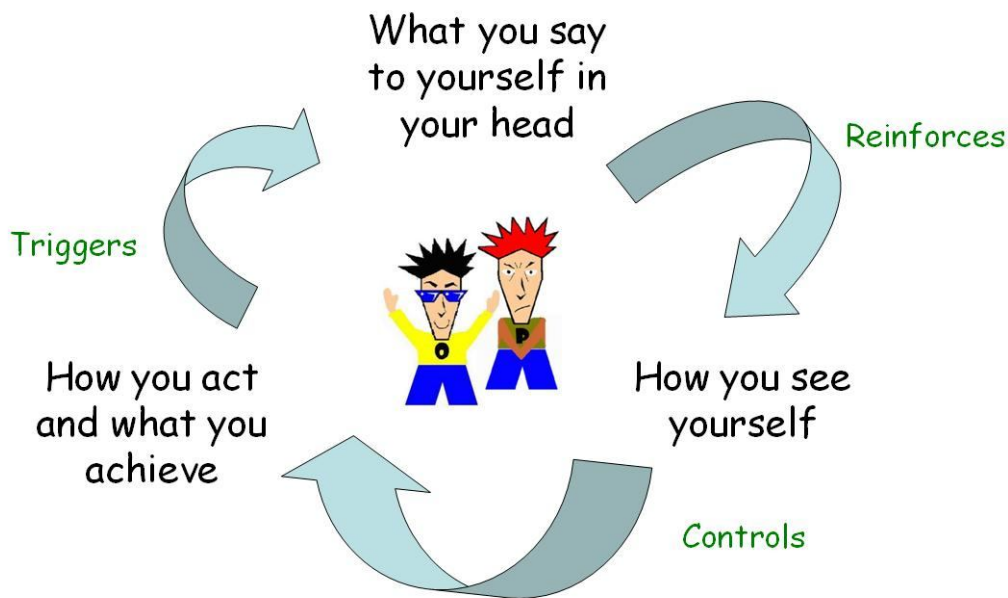 What you say
to yourself in
your head
Reinforces
Triggers
O
P
How you act
and what you
achieve
How you see
yourself
Controls